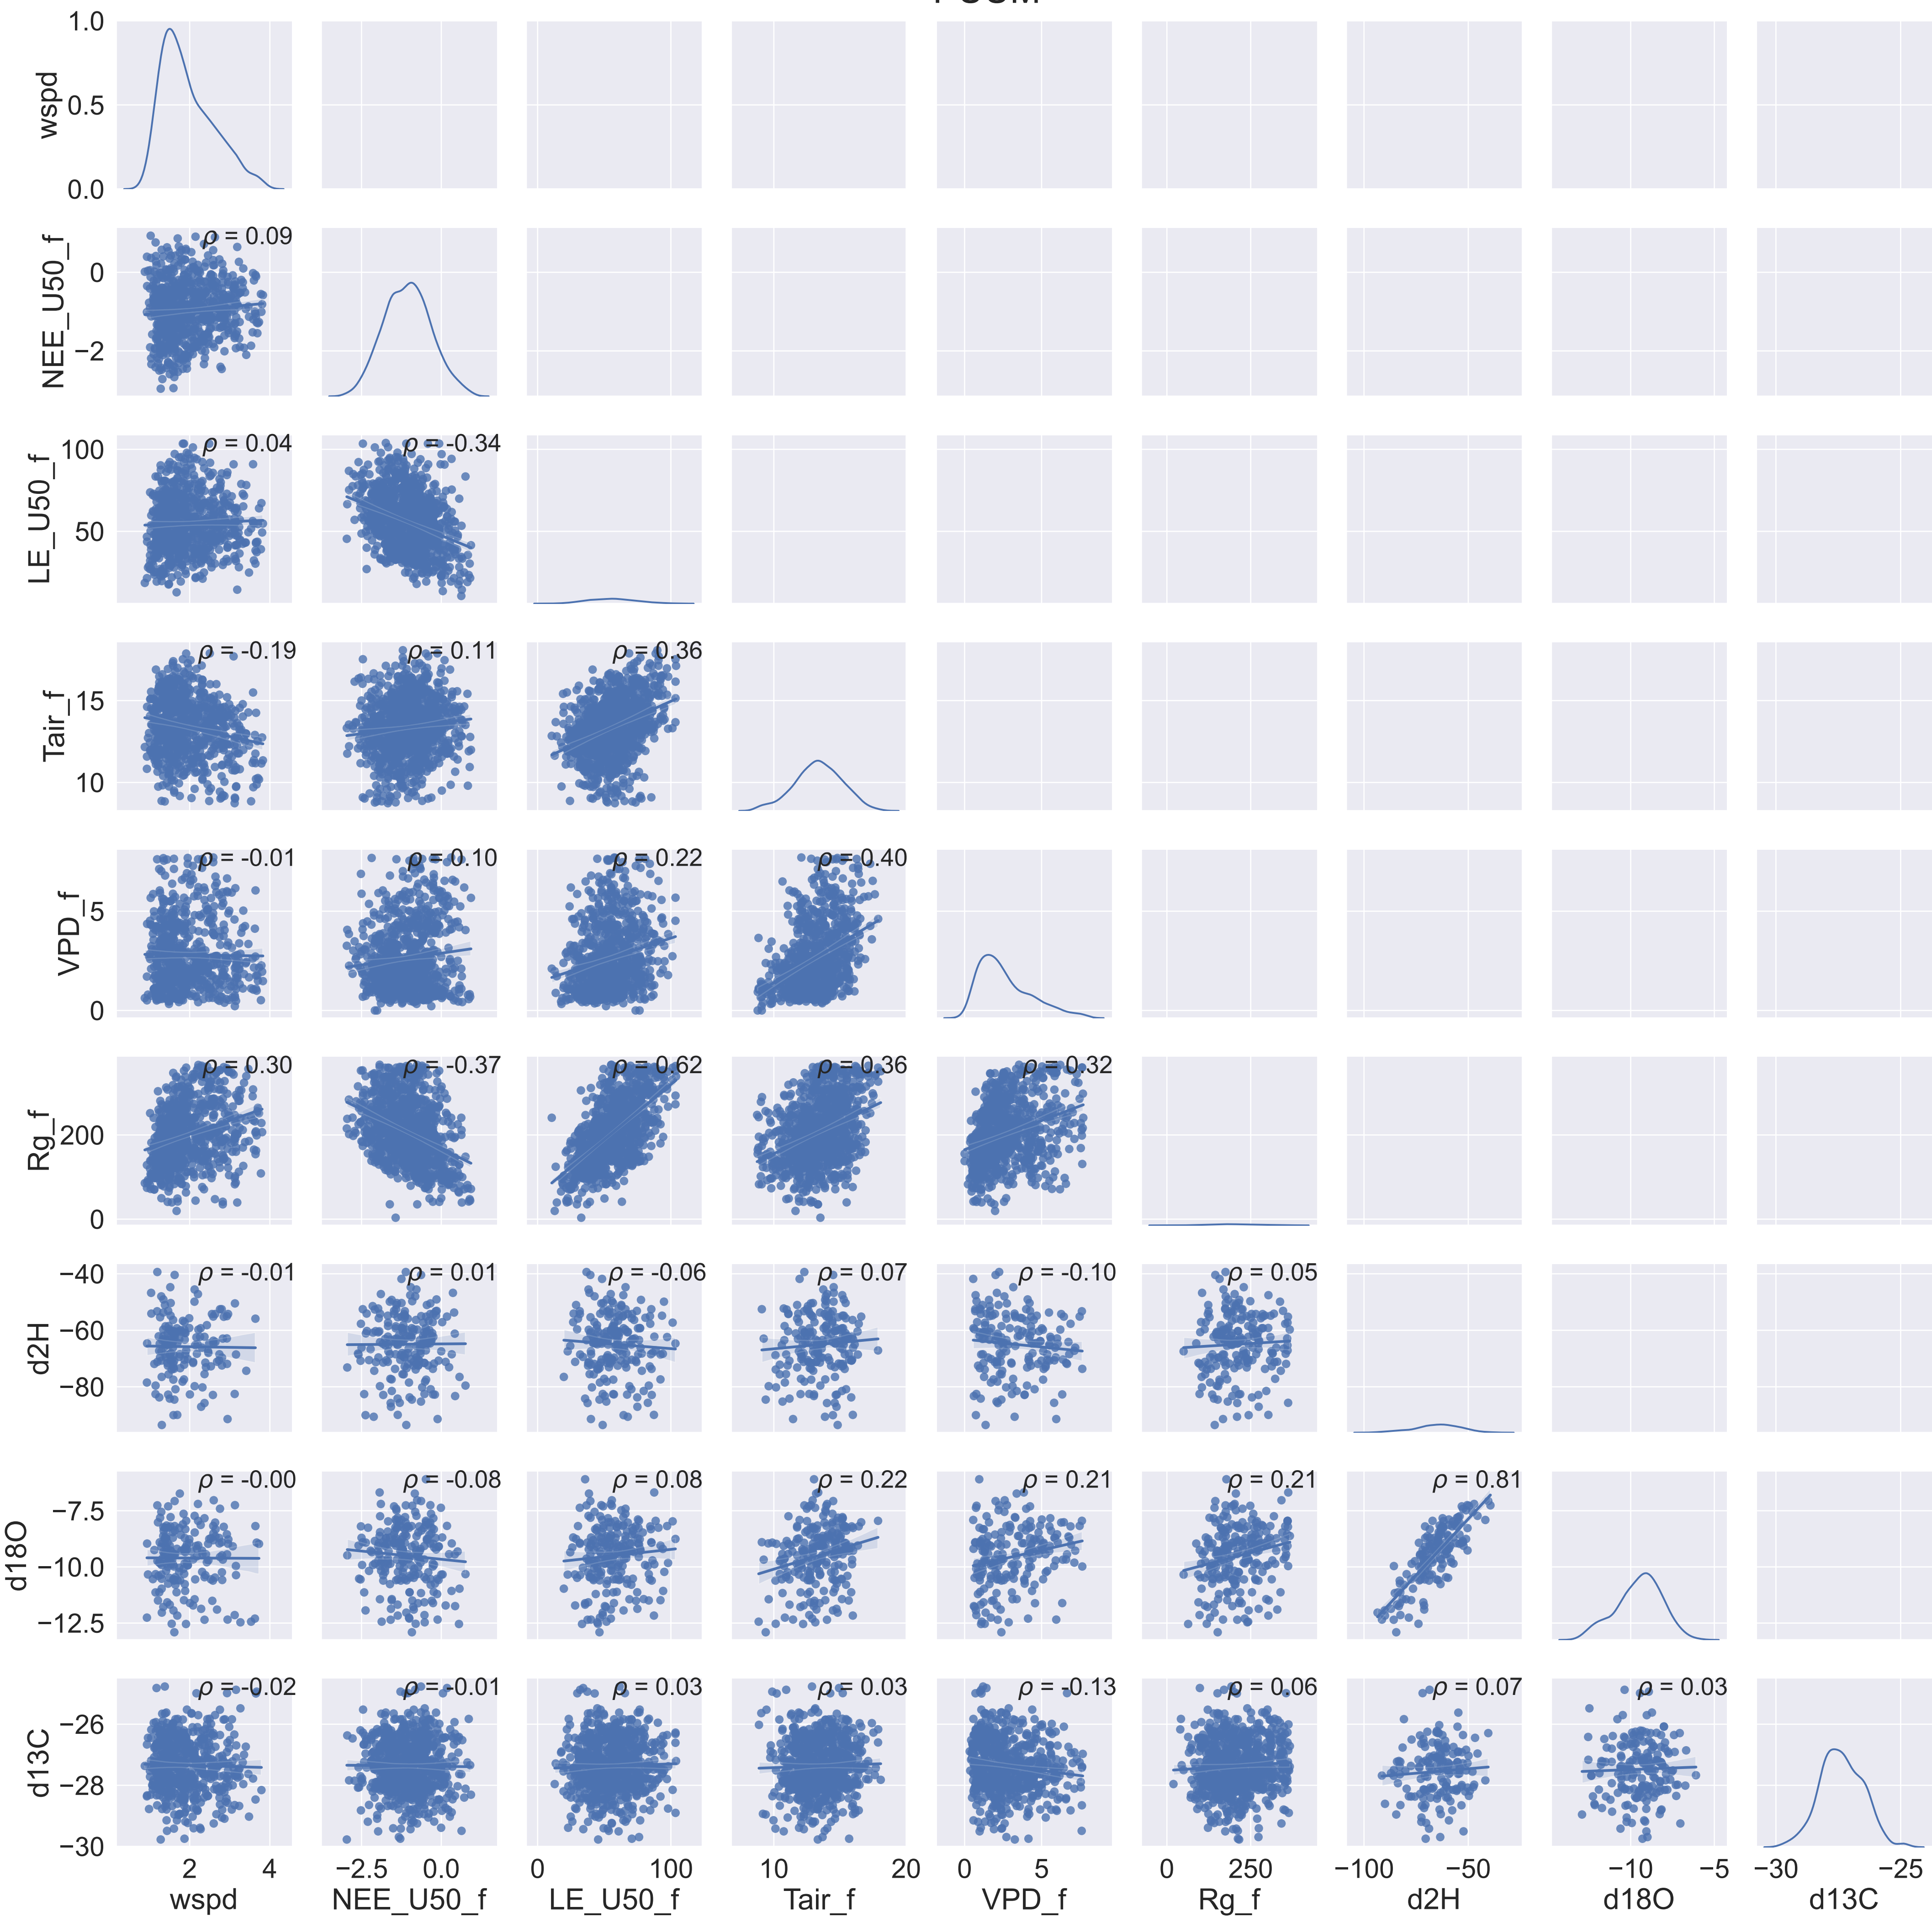 1.0
wspd
0.5
0.0
NEE_U50_f
0
−2
ρ = 0.09
LE_U50_f
100
50
ρ = 0.04
ρ = -0.34
Tair_f
15
10
ρ = -0.19
ρ = 0.11
ρ = 0.36
VPD_f
5
0
ρ = -0.01
ρ = 0.10
ρ = 0.22
ρ = 0.40
Rg_f
200
0
ρ = 0.30
ρ = -0.37
ρ = 0.62
ρ = 0.36
ρ = 0.32
d2H
−40
−60
−80
ρ = -0.01
ρ = 0.01
ρ = -0.06
ρ = 0.07
ρ = -0.10
ρ = 0.05
d18O
−7.5
−10.0
−12.5
ρ = -0.00
ρ = -0.08
ρ = 0.08
ρ = 0.22
ρ = 0.21
ρ = 0.21
ρ = 0.81
d13C
−26
−28
−30
ρ = -0.02
ρ = -0.01
ρ = 0.03
ρ = 0.03
ρ = -0.13
ρ = 0.06
ρ = 0.07
ρ = 0.03
2 4
−2.5 0.0
0 100
10 20
0 5
0 250
−100 −50
−10 −5
−30 −25
wspd
NEE_U50_f
LE_U50_f
Tair_f
VPD_f
Rg_f
d2H
d18O
d13C